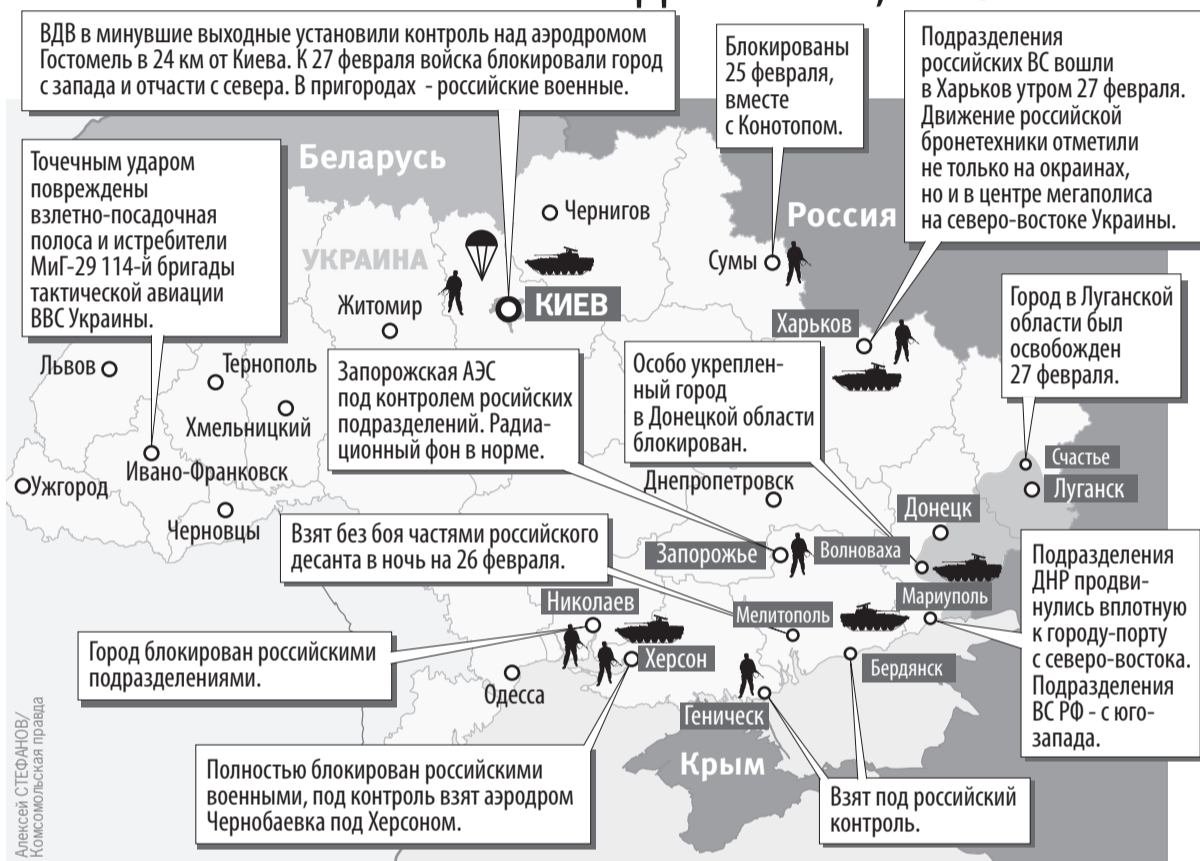 ВДВ в минувшие выходные установили контроль над аэродромом
Гостомель в 24 км от Киева. К 27 февраля войска блокировали город
с запада и отчасти с севера. В пригородах - российские военные.
Блокированы
25 февраля,
вместе
с Конотопом.
Подразделения
российских ВС вошли
в Харьков утром 27 февраля.
Движение российской
бронетехники отметили
не только на окраинах,
но и в центре мегаполиса
на северо-востоке Украины.
Точечным ударом
повреждены
взлетно-посадочная
полоса и истребители
МиГ-29 114-й бригады
тактической авиации
ВВС Украины.
Беларусь
Россия
УКРАИНА
Чернигов
Сумы
Житомир
КИЕВ
Харьков
Город в Луганской
области был
освобожден
27 февраля.
Львов
Тернополь
Хмельницкий
Ивано-Франковск
Ужгород
Черновцы
Запорожская АЭС
под контролем росийских
подразделений. Радиа-
ционный фон в норме.
Особо укреплен-
ный город
в Донецкой области
блокирован.
Днепропетровск
Счастье
Луганск
Донецк
Взят без боя частями российского
десанта в ночь на 26 февраля.
Запорожье
Волноваха
Подразделения
ДНР продви-
нулись вплотную
к городу-порту
с северо-востока.
Подразделения
ВС РФ - с юго-
запада.
Николаев
Мелитополь
Мариуполь
Город блокирован российскими
подразделениями.
Херсон
Бердянск
Одесса
Геническ
Крым
Полностью блокирован российскими
военными, под контроль взят аэродром
Чернобаевка под Херсоном.
Взят под российский
контроль.
Алексей СТЕФАНОВ/
Комсомольская правда